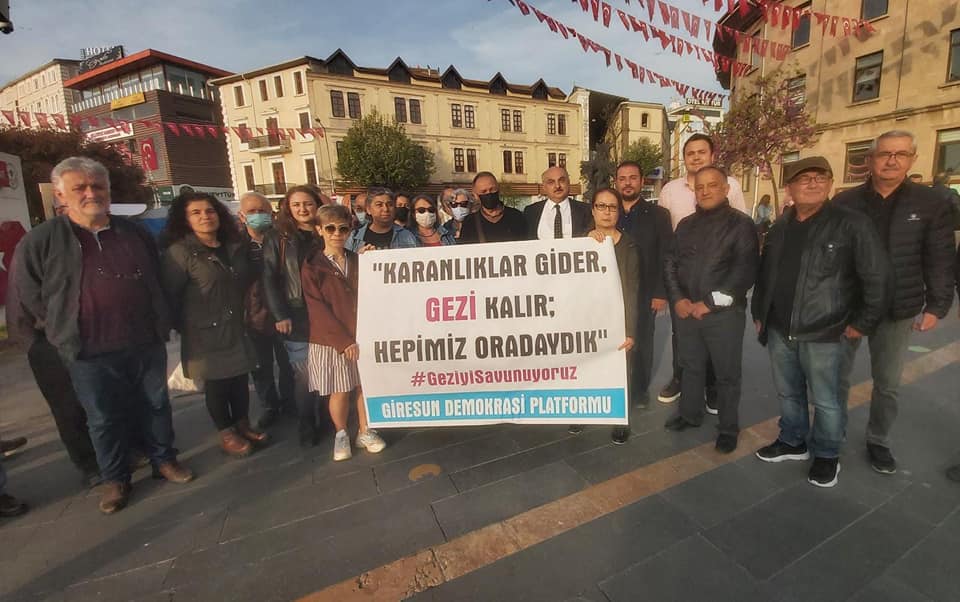 HOTEL
"KARANLIKLAR GİDER,
GEZİ KALIR;
HEPİMİZ ORADAYDIK"
#GeziyiSavunuyoruz
GİRESUN DEMOKRASİ PLATFORMU